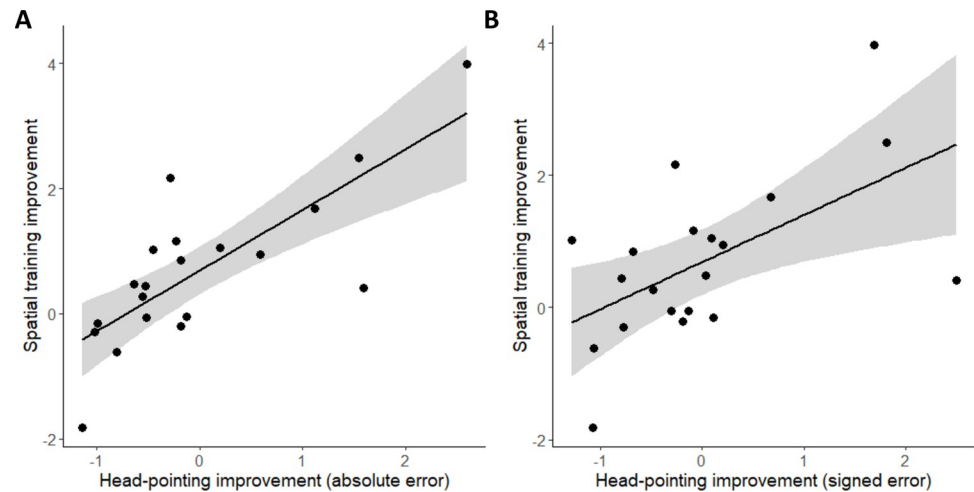 A
B
4
2
0
-2
Spatial training improvement
-1
0
1
2
Head-pointing improvement (absolute error)
4
2
0
-2
Spatial training improvement
-1
0
1
2
Head-pointing improvement (signed error)